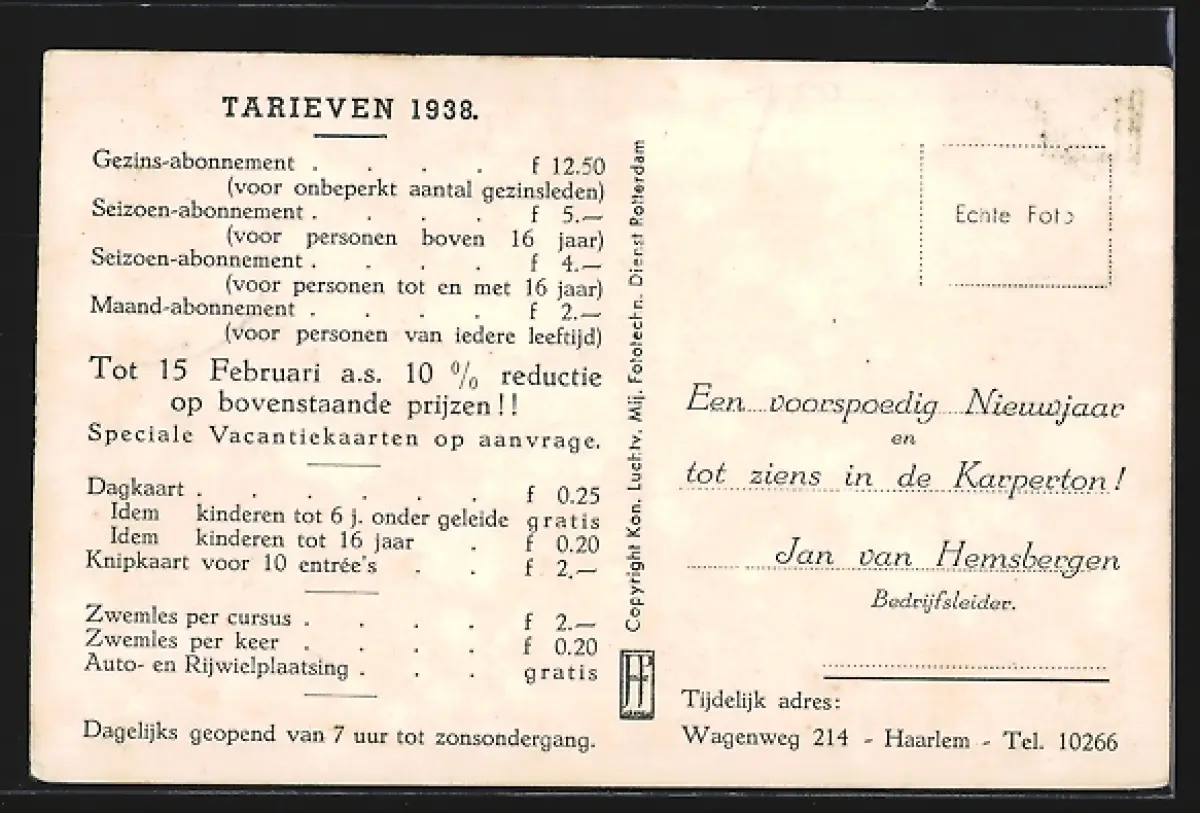 TARIEVEN 1938.
Gezins-abonnement . . . . f 12.50
(voor onbeperkt aantal gezinsleden)
Seizoen-abonnement . . . . f 5.—
(voor personen boven 16 jaar)
Seizoen-abonnement . . . . f 4.—
(voor personen tot en met 16 jaar)
Maand-abonnement . . . . f 2.—
(voor personen van iedere leeftijd)
Tot 15 Februari a.s. 10 % reductie
op bovenstaande prijzen!!
Speciale Vacantiekaarten op aanvrage.
Dagkaart . . . . . . f 0.25
Idem kinderen tot 6 j. onder geleide gratis
Idem kinderen tot 16 jaar . f 0.20
Knipkaart voor 10 entrée's . . f 2.—
Zwemles per cursus . . . . f 2.—
Zwemles per keer . . . . f 0.20
Auto- en Rijwielplaatsing . . . gratis
Dagelijks geopend van 7 uur tot zonsondergang.
Copyright Kon. Luchtv. Mij. Fototechn. Dienst Rotterdam
Echte Foto
Een voorspoedig Nieuwjaar
en
tot ziens in de Karperton!
Jan van Hemsbergen
Bedrijfsleider.
Tijdelijk adres:
Wagenweg 214 - Haarlem - Tel. 10266